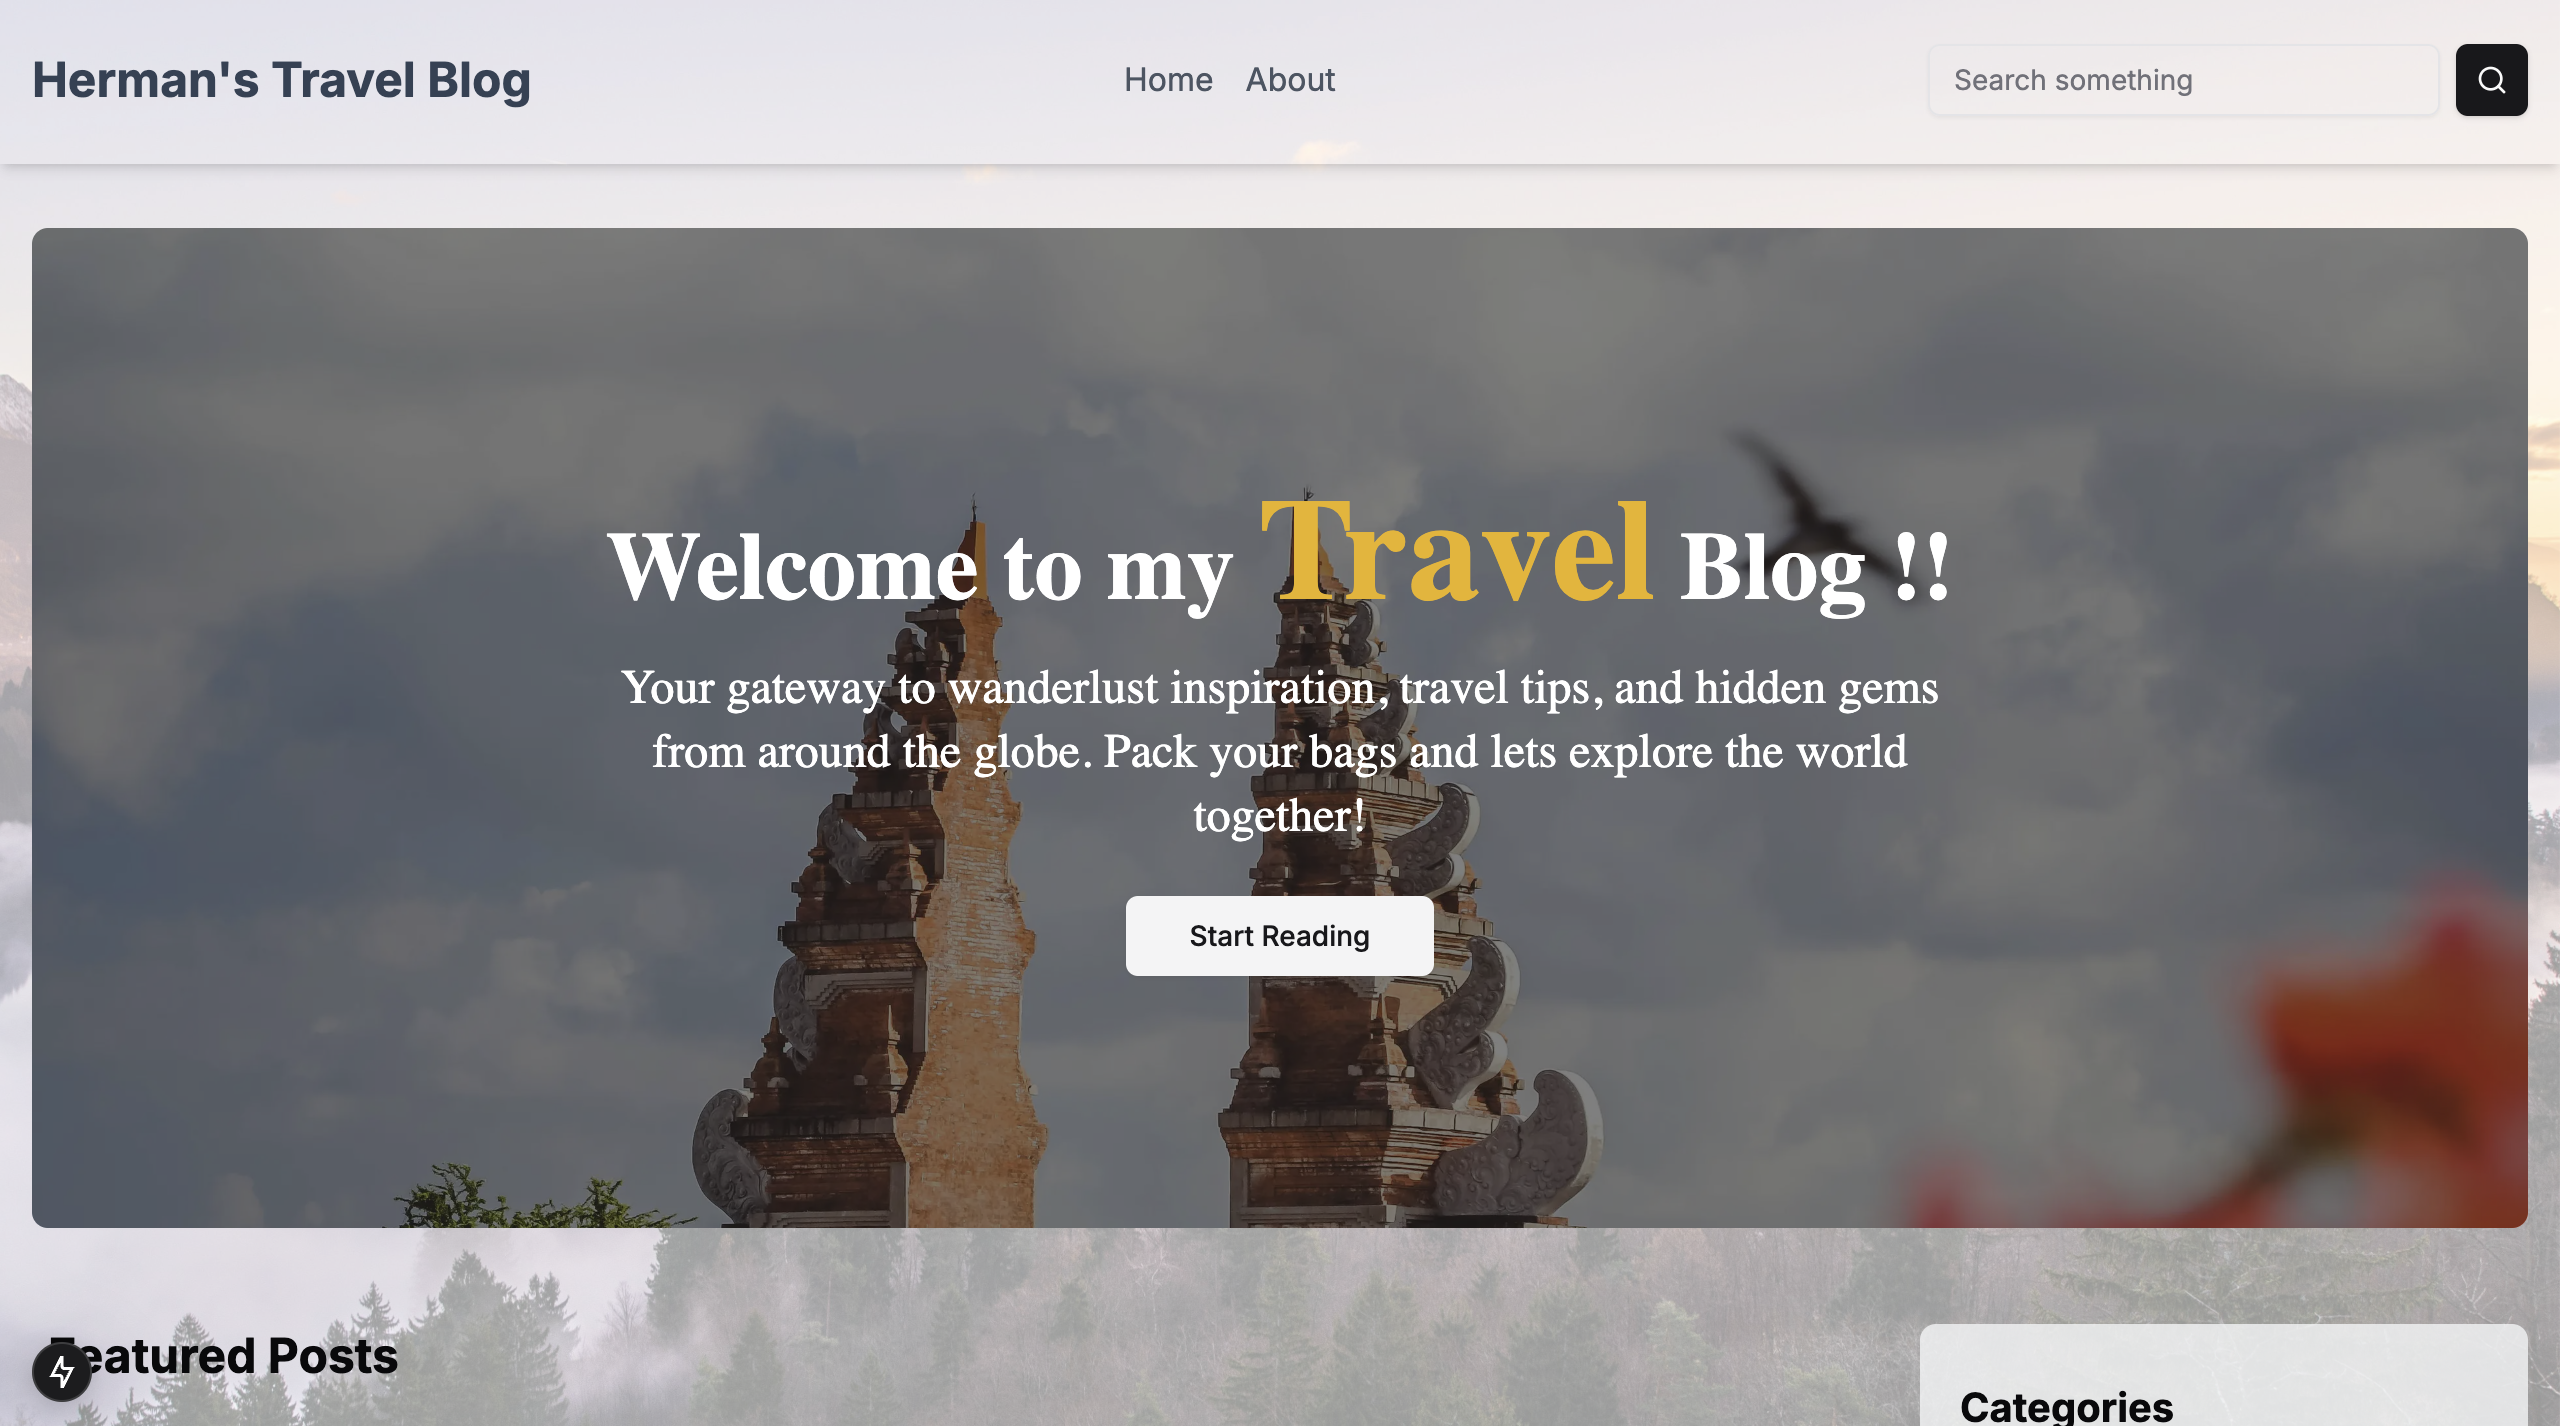 Herman's Travel Blog
Home About
Search something
Welcome to my Travel Blog !!
Your gateway to wanderlust inspiration, travel tips, and hidden gems
from around the globe. Pack your bags and lets explore the world
together!
Start Reading
Featured Posts
Categories